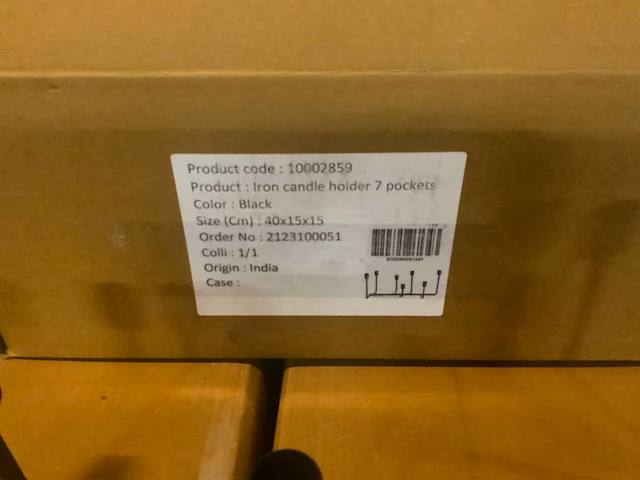 Product code : 10002859
Product : Iron candle holder 7 pockets
Color : Black
Size (Cm) : 40x15x15
Order No : 2123100051
Colli : 1/1
Origin : India
Case :